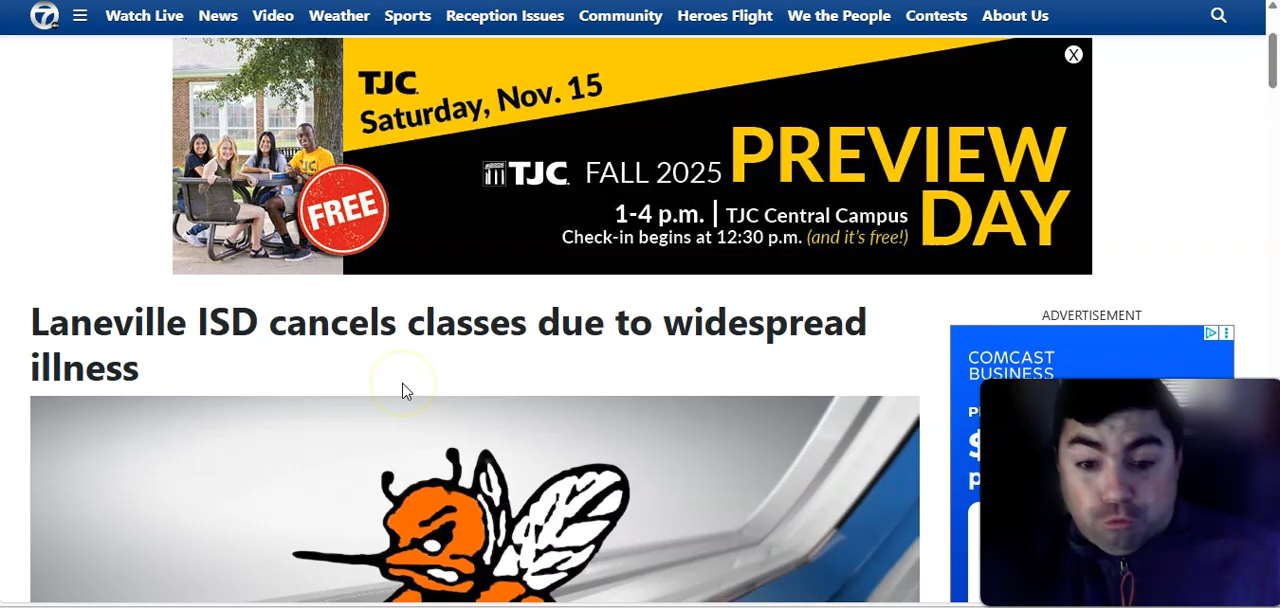 7 Watch Live News Video Weather Sports Reception Issues Community Heroes Flight We the People Contests About Us
TJC
Saturday, Nov. 15
X
TJC FALL 2025 PREVIEW DAY
1-4 p.m. | TJC Central Campus
Check-in begins at 12:30 p.m. (and it's free!)
FREE
TJC
Laneville ISD cancels classes due to widespread
illness
ADVERTISEMENT
COMCAST
BUSINESS
$